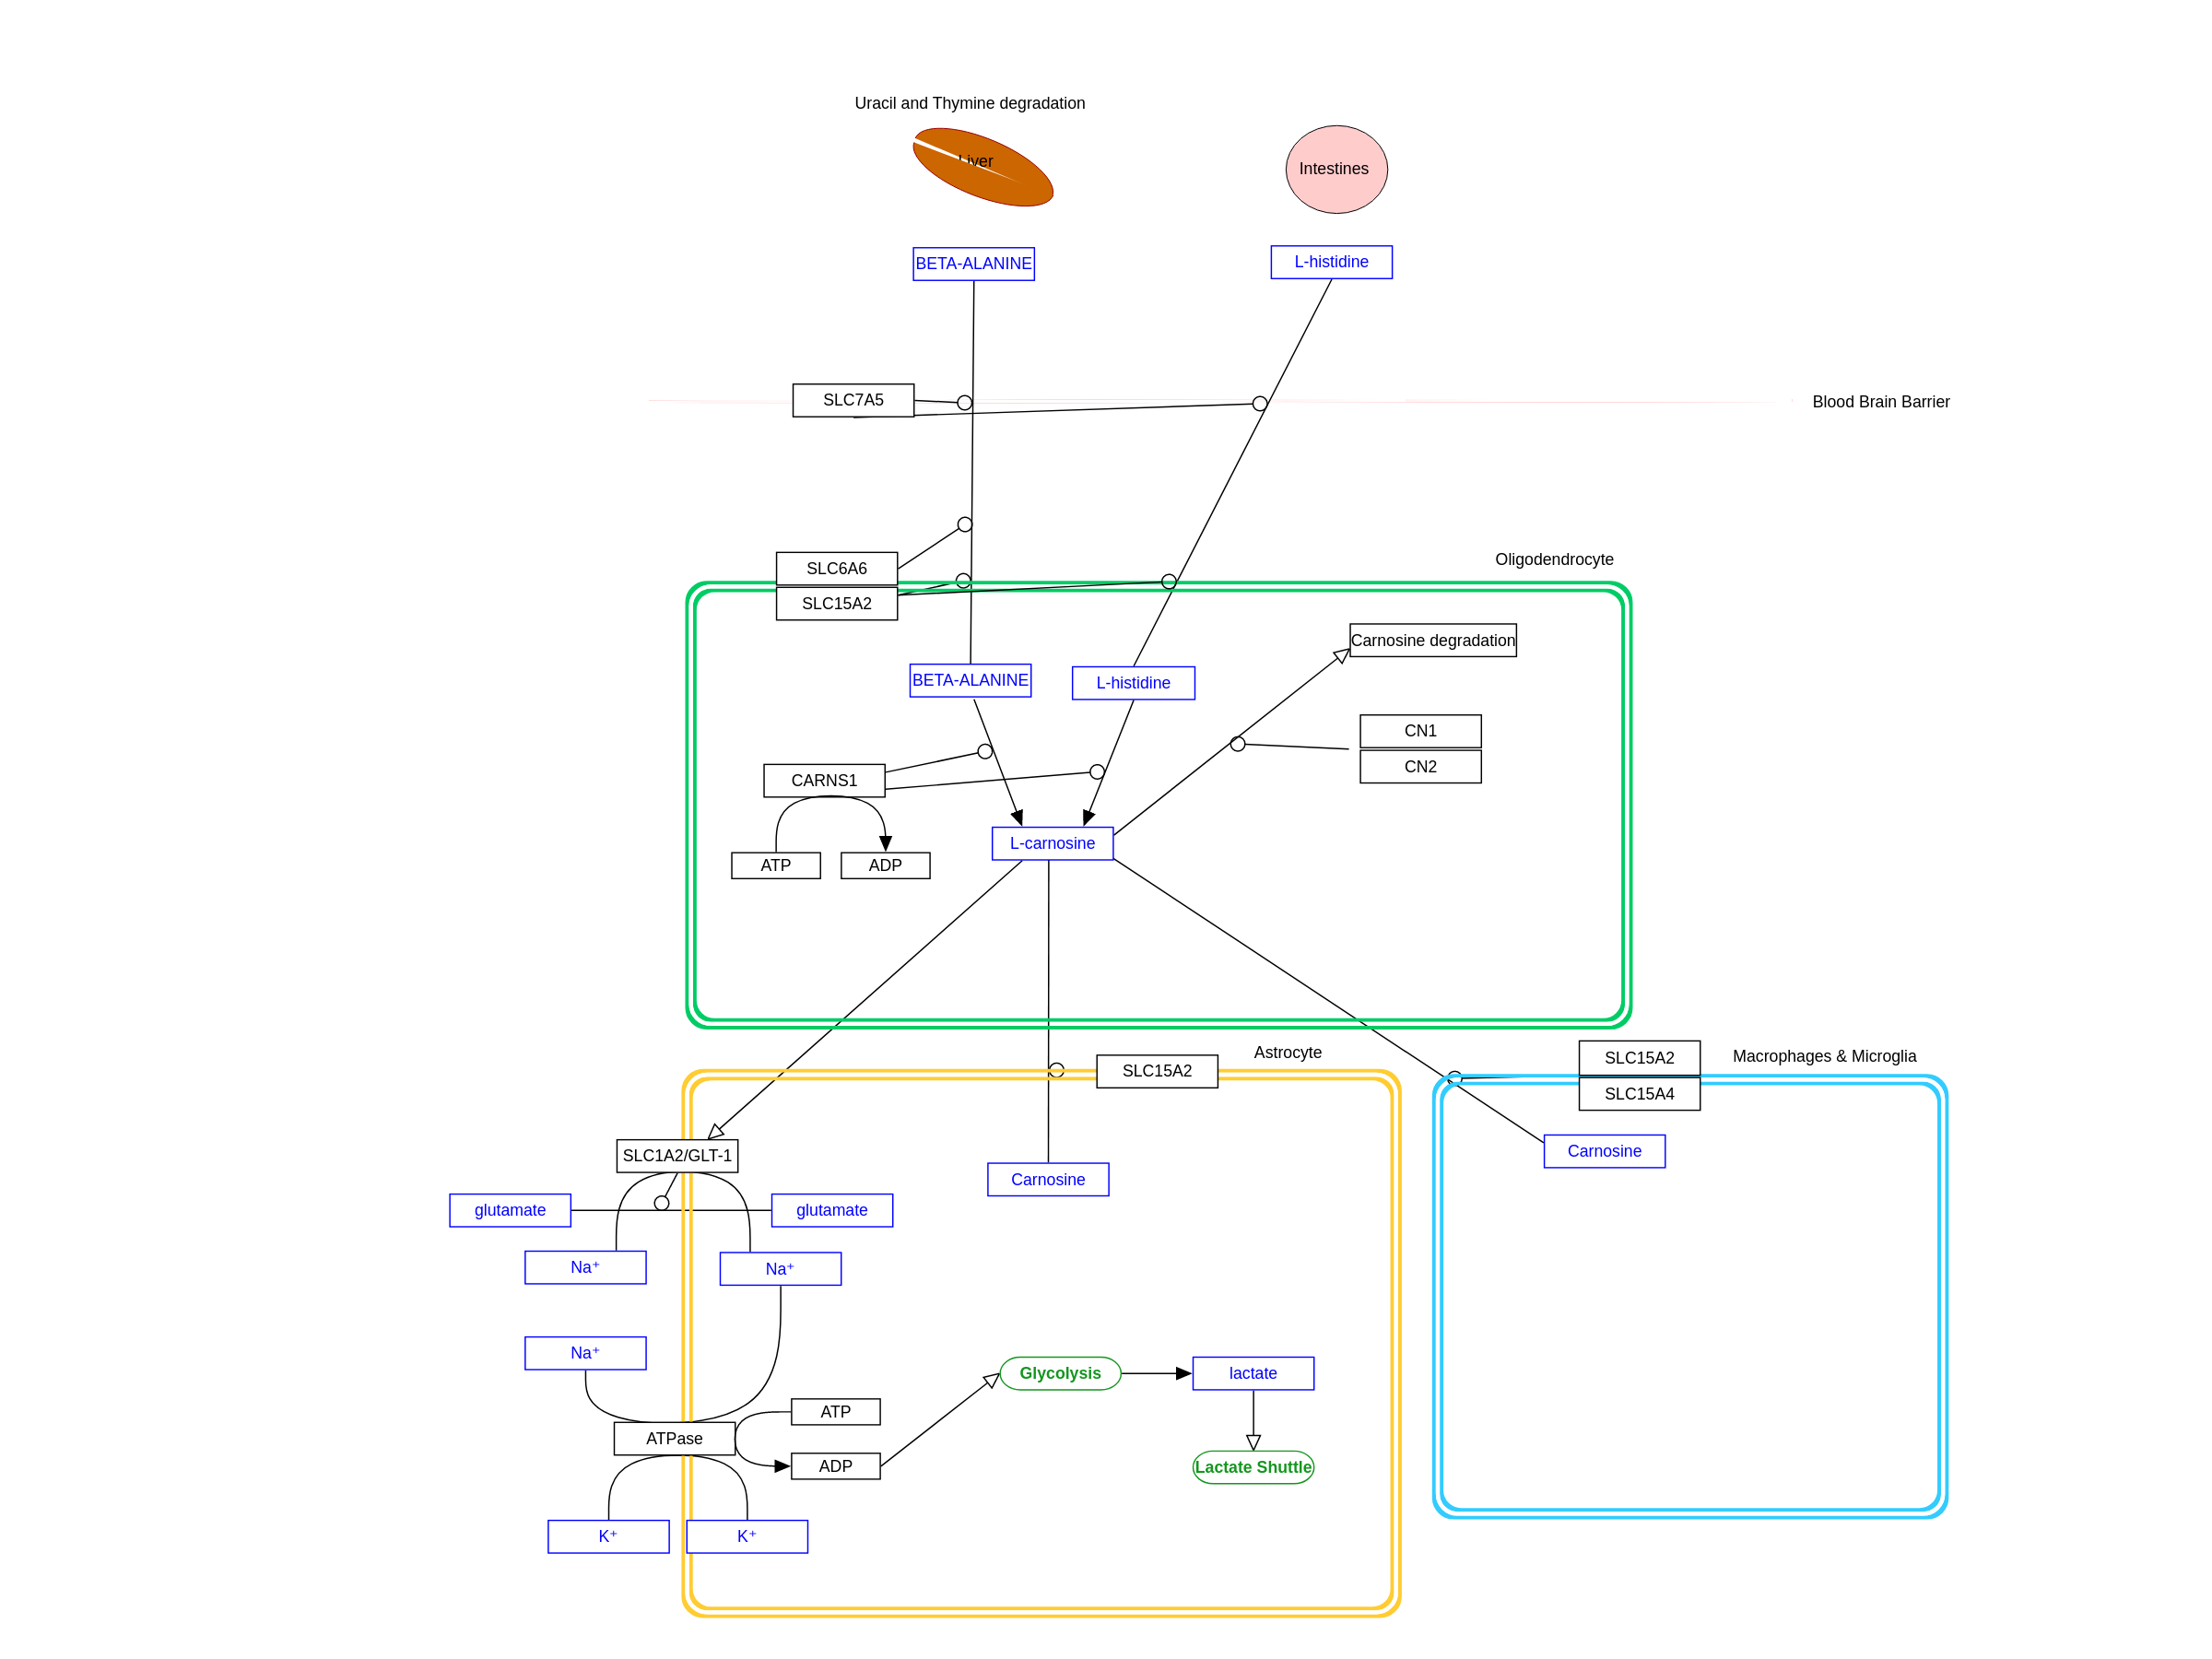 Uracil and Thymine degradation
Liver
Intestines
BETA-ALANINE
L-histidine
SLC7A5
Blood Brain Barrier
Oligodendrocyte
SLC6A6
SLC15A2
Carnosine degradation
BETA-ALANINE
L-histidine
CN1
CN2
CARNS1
L-carnosine
ATP
ADP
Astrocyte
SLC15A2
SLC15A2
Macrophages & Microglia
SLC15A4
SLC1A2/GLT-1
Carnosine
Carnosine
glutamate
glutamate
Na⁺
Na⁺
Na⁺
Glycolysis
lactate
ATP
ATPase
ADP
Lactate Shuttle
K⁺
K⁺